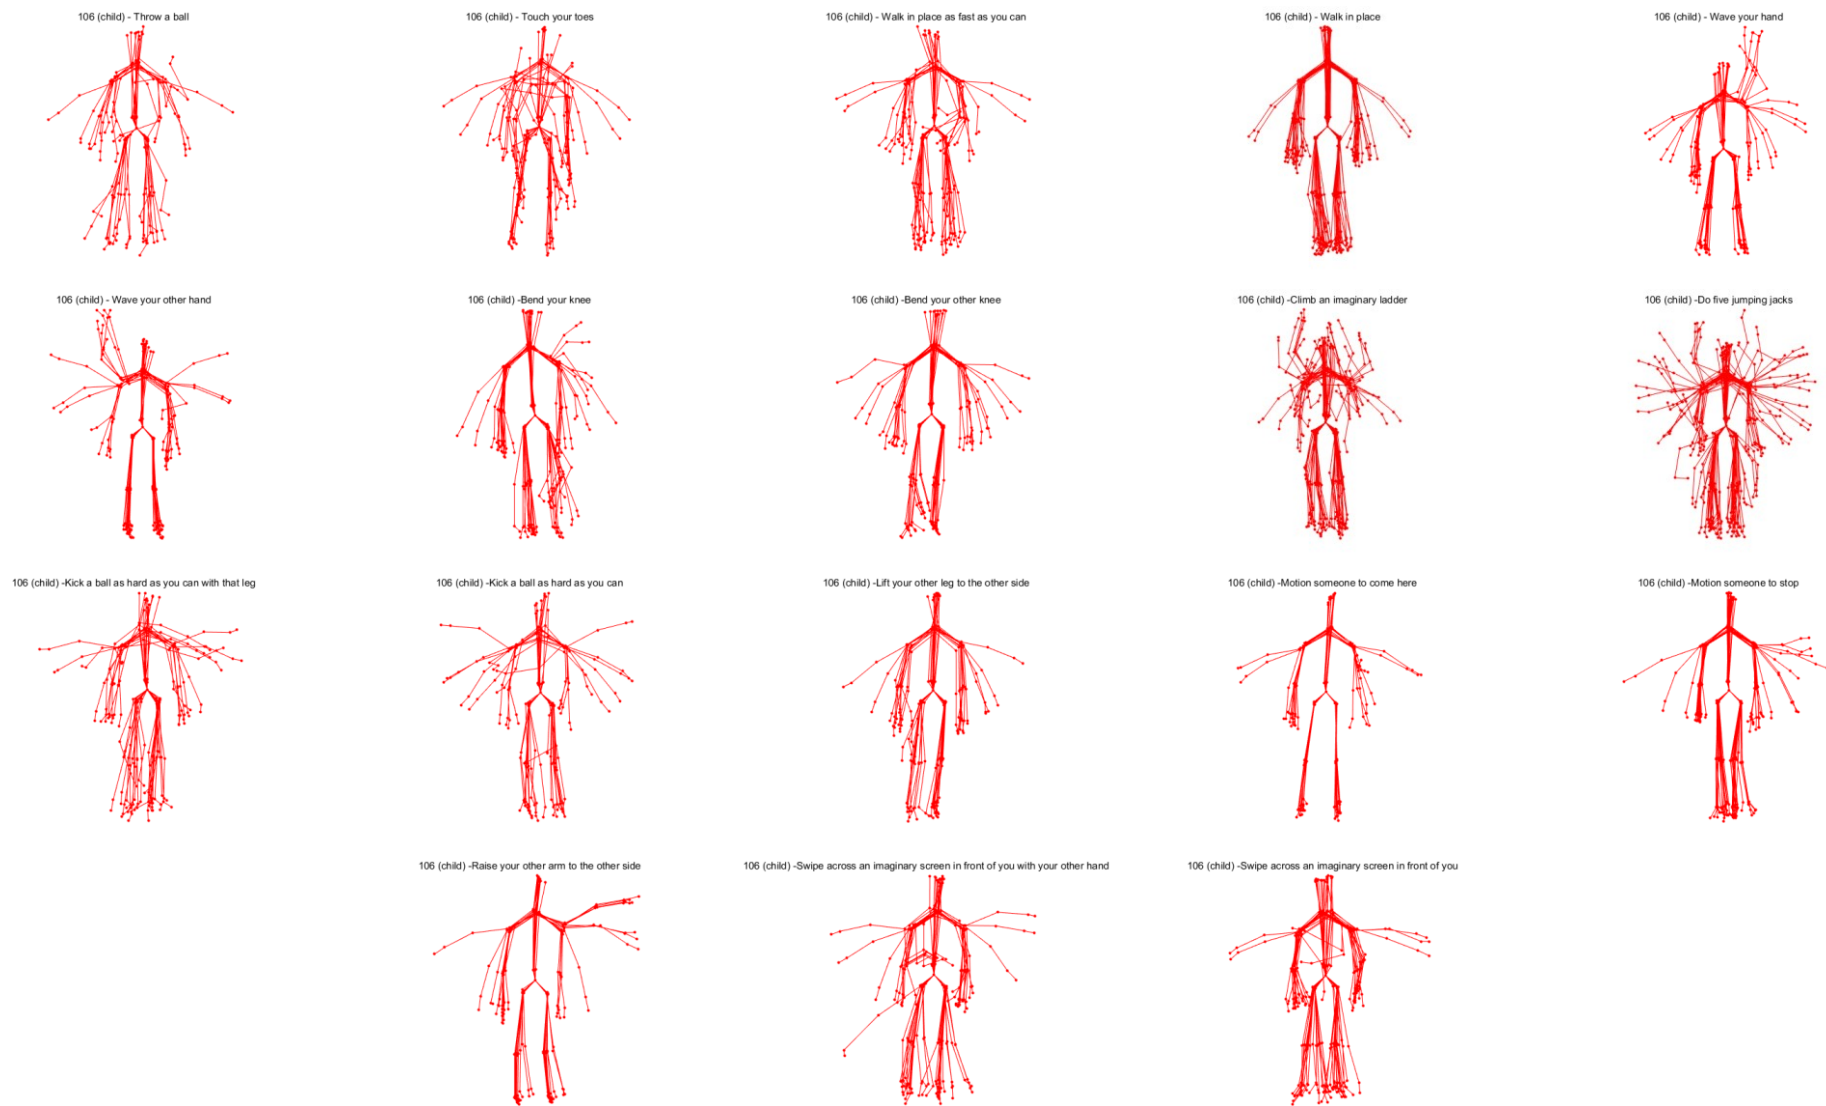 106 (child) - Throw a ball
106 (child) - Touch your toes
106 (child) - Walk in place as fast as you can
106 (child) - Walk in place
106 (child) - Wave your hand
106 (child) - Wave your other hand
106 (child) -Bend your knee
106 (child) -Bend your other knee
106 (child) -Climb an imaginary ladder
106 (child) -Do five jumping jacks
106 (child) -Kick a ball as hard as you can with that leg
106 (child) -Kick a ball as hard as you can
106 (child) -Lift your other leg to the other side
106 (child) -Motion someone to come here
106 (child) -Motion someone to stop
106 (child) -Raise your other arm to the other side
106 (child) -Swipe across an imaginary screen in front of you with your other hand
106 (child) -Swipe across an imaginary screen in front of you